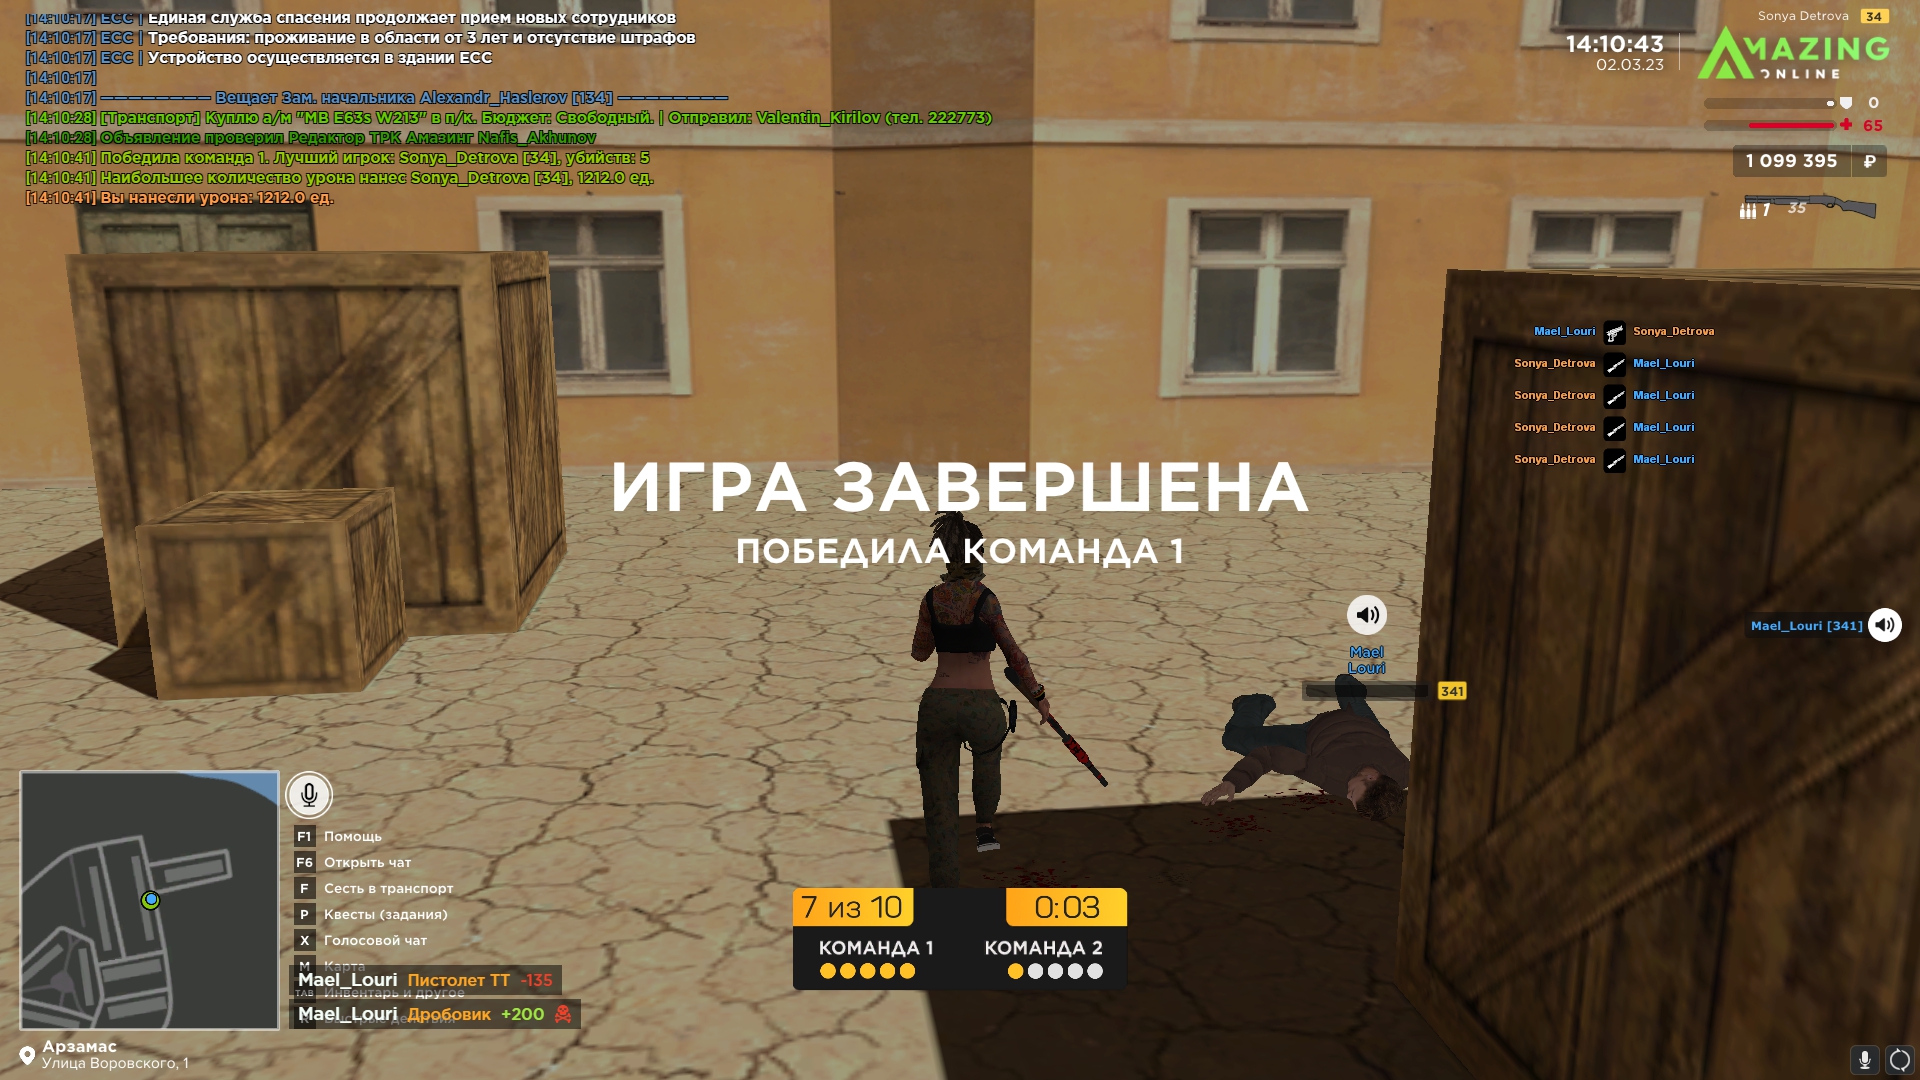 [14:10:17] ЕСС | Единая служба спасения продолжает прием новых сотрудников
[14:10:17] ЕСС | Требования: проживание в области от 3 лет и отсутствие штрафов
[14:10:17] ЕСС | Устройство осуществляется в здании ЕСС
[14:10:17]
[14:10:17] ———————— Вещает Зам. начальника Alexandr_Haslerov [134] ————————
[14:10:28] [Транспорт] Куплю а/м "MB E63s W213" в п/к. Бюджет: Свободный. | Отправил: Valentin_Kirilov (тел. 222773)
[14:10:28] Объявление проверил Редактор ТРК Амазинг Nafis_Akhunov
[14:10:41] Победила команда 1. Лучший игрок: Sonya_Detrova [34], убийств: 5
[14:10:41] Наибольшее количество урона нанес Sonya_Detrova [34], 1212.0 ед.
[14:10:41] Вы нанесли урона: 1212.0 ед.
Sonya Detrova 34
14:10:43
02.03.23
AMAZING
ONLINE
0
65
1 099 395 ₽
1 35
Mael_Louri Sonya_Detrova
Sonya_Detrova Mael_Louri
Sonya_Detrova Mael_Louri
Sonya_Detrova Mael_Louri
Sonya_Detrova Mael_Louri
ИГРА ЗАВЕРШЕНА
ПОБЕДИЛА КОМАНДА 1
Mael
Louri
341
Mael_Louri [341]
F1 Помощь
F6 Открыть чат
F Сесть в транспорт
P Квесты (задания)
X Голосовой чат
M Карта
TAB Инвентарь и другое
Mael_Louri Пистолет ТТ -135
Mael_Louri Дробовик +200
7 из 10
0:03
КОМАНДА 1 КОМАНДА 2
Арзамас
Улица Воровского, 1